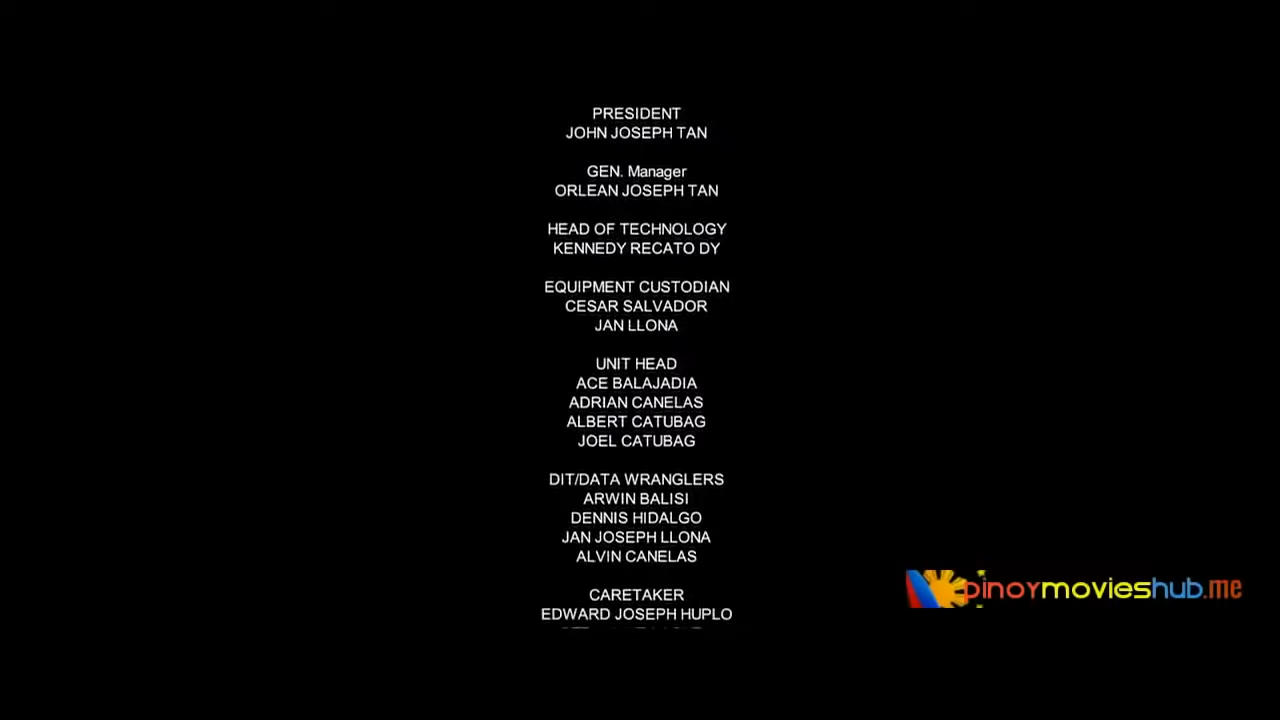 PRESIDENT
JOHN JOSEPH TAN
GEN. Manager
ORLEAN JOSEPH TAN
HEAD OF TECHNOLOGY
KENNEDY RECATO DY
EQUIPMENT CUSTODIAN
CESAR SALVADOR
JAN LLONA
UNIT HEAD
ACE BALAJADIA
ADRIAN CANELAS
ALBERT CATUBAG
JOEL CATUBAG
DIT/DATA WRANGLERS
ARWIN BALISI
DENNIS HIDALGO
JAN JOSEPH LLONA
ALVIN CANELAS
CARETAKER
EDWARD JOSEPH HUPLO
pinoymovieshub.me